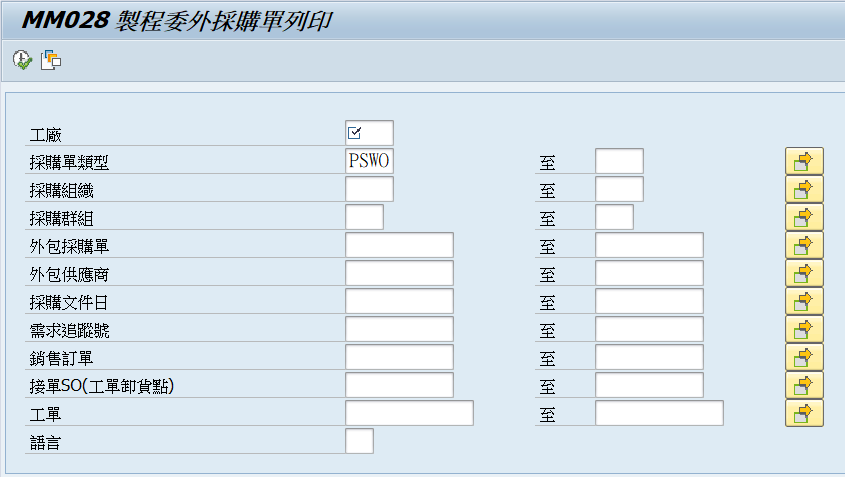 MM028 製程委外採購單列印
工廠
採購單類型 PSWO 至
採購組織 至
採購群組 至
外包採購單 至
外包供應商 至
採購文件日 至
需求追蹤號 至
銷售訂單 至
接單SO(工單卸貨點) 至
工單 至
語言